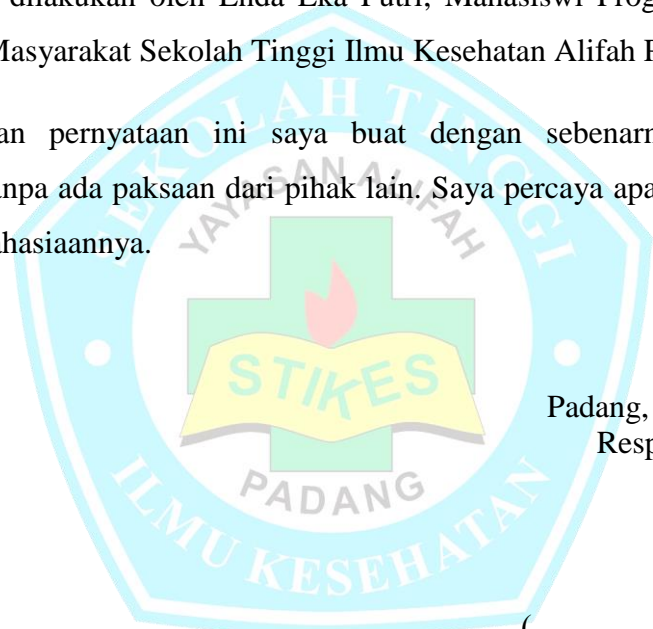 dilakukan oleh Enda Eka Putri, Mahasiswi Prog
Masyarakat Sekolah Tinggi Ilmu Kesehatan Alifah P
an pernyataan ini saya buat dengan sebenarn
anpa ada paksaan dari pihak lain. Saya percaya apa
ahasiaannya.
SEKOLAH TINGGI
YAYASAN ALIFAH
STIKES
Padang,
Resp
PADANG
ILMU KESEHATAN
(